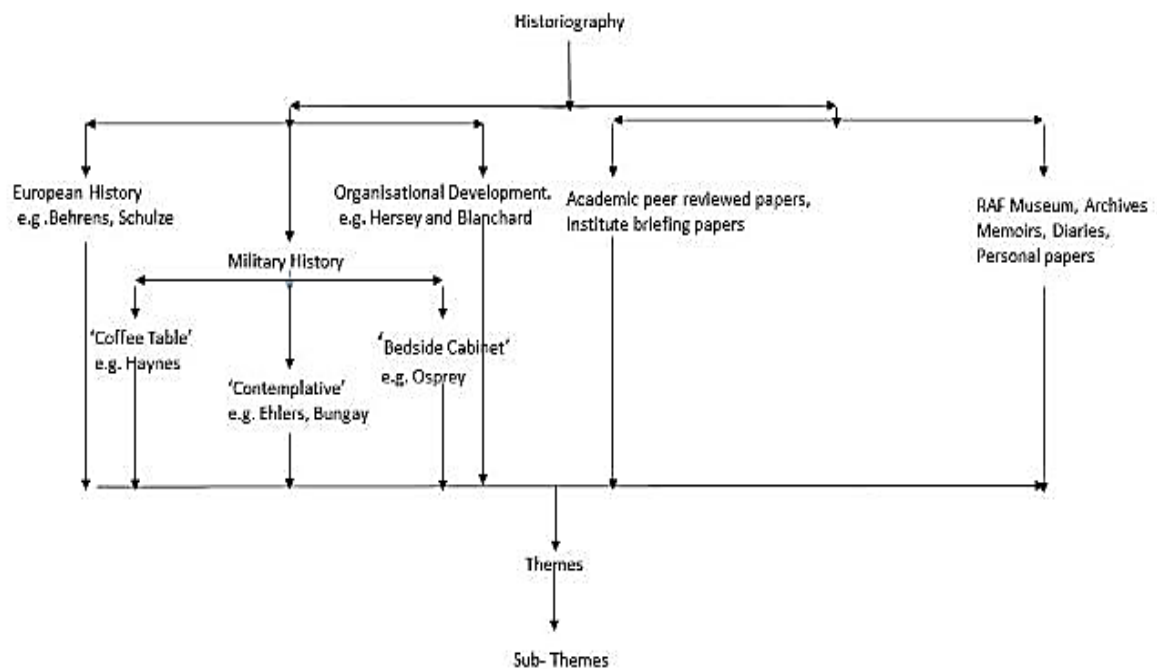 Historiography
European History
e.g .Behrens, Schulze
Organisational Development.
e.g. Hersey and Blanchard
Academic peer reviewed papers,
Institute briefing papers
RAF Museum, Archives
Memoirs, Diaries,
Personal papers
Military History
‘Coffee Table’
e.g. Haynes
‘Contemplative’
e.g. Ehlers, Bungay
‘Bedside Cabinet’
e.g. Osprey
Themes
Sub- Themes